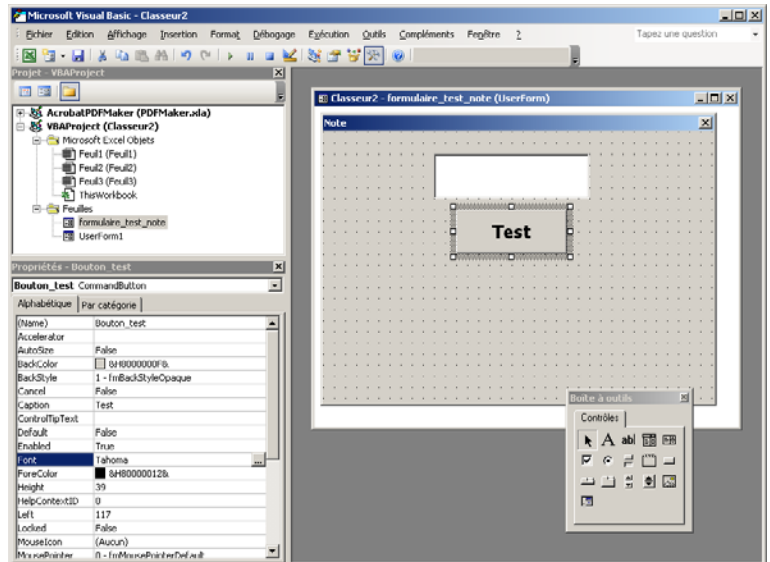 Microsoft Visual Basic - Classeur2
Fichier Edition Affichage Insertion Format Débogage Exécution Outils Compléments Fenêtre ? Tapez une question
Projet - VBAProject
AcrobatPDFMaker (PDFMaker.xla)
VBAProject (Classeur2)
Microsoft Excel Objets
Feuil1 (Feuil1)
Feuil2 (Feuil2)
Feuil3 (Feuil3)
ThisWorkbook
Feuilles
formulaire_test_note
UserForm1
Propriétés - Bouton_test
Bouton_test CommandButton
Alphabétique Par catégorie
(Name) Bouton_test
Accelerator
AutoSize False
BackColor &H8000000F&
BackStyle 1 - fmBackStyleOpaque
Cancel False
Caption Test
ControlTipText
Default False
Enabled True
Font Tahoma ...
ForeColor &H80000012&
Height 39
HelpContextID 0
Left 117
Locked False
MouseIcon (Aucun)
MousePointer 0 - fmMousePointerDefault
Classeur2 - formulaire_test_note (UserForm)
Note
Test
Boîte à outils
Contrôles
A ab|